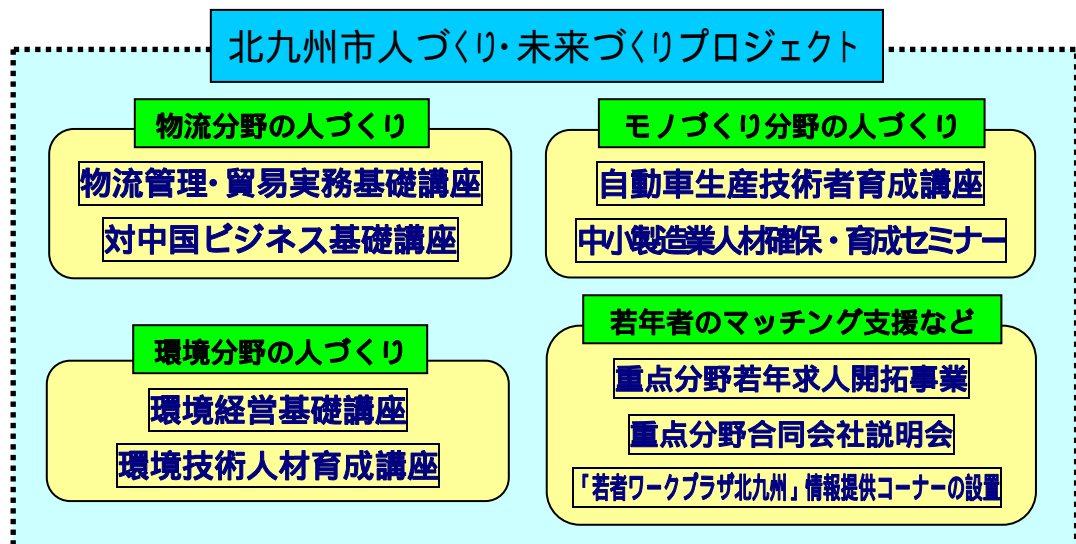 北九州市人づくり・未来づくりプロジェクト
物流分野の人づくり
物流管理・貿易実務基礎講座
対中国ビジネス基礎講座
モノづくり分野の人づくり
自動車生産技術者育成講座
中小製造業人材確保・育成セミナー
環境分野の人づくり
環境経営基礎講座
環境技術人材育成講座
若年者のマッチング支援など
重点分野若年求人開拓事業
重点分野合同会社説明会
「若者ワークプラザ北九州」情報提供コーナーの設置